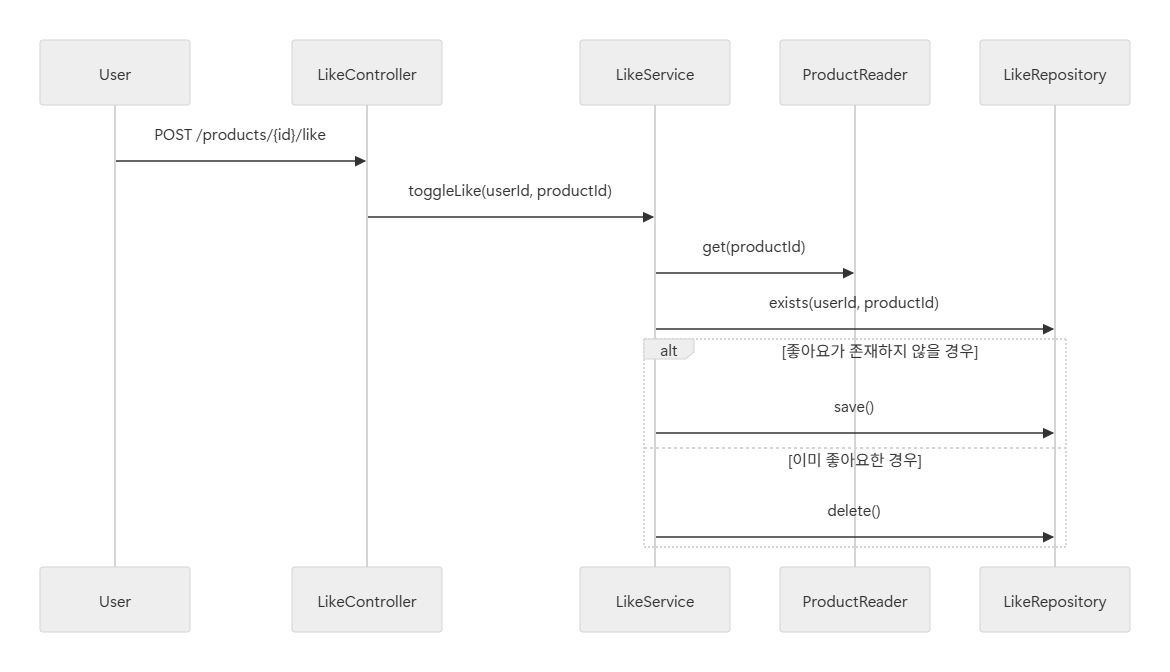 User
LikeController
LikeService
ProductReader
LikeRepository
POST /products/{id}/like
toggleLike(userId, productId)
get(productId)
exists(userId, productId)
alt
[좋아요가 존재하지 않을 경우]
save()
[이미 좋아요한 경우]
delete()
User
LikeController
LikeService
ProductReader
LikeRepository